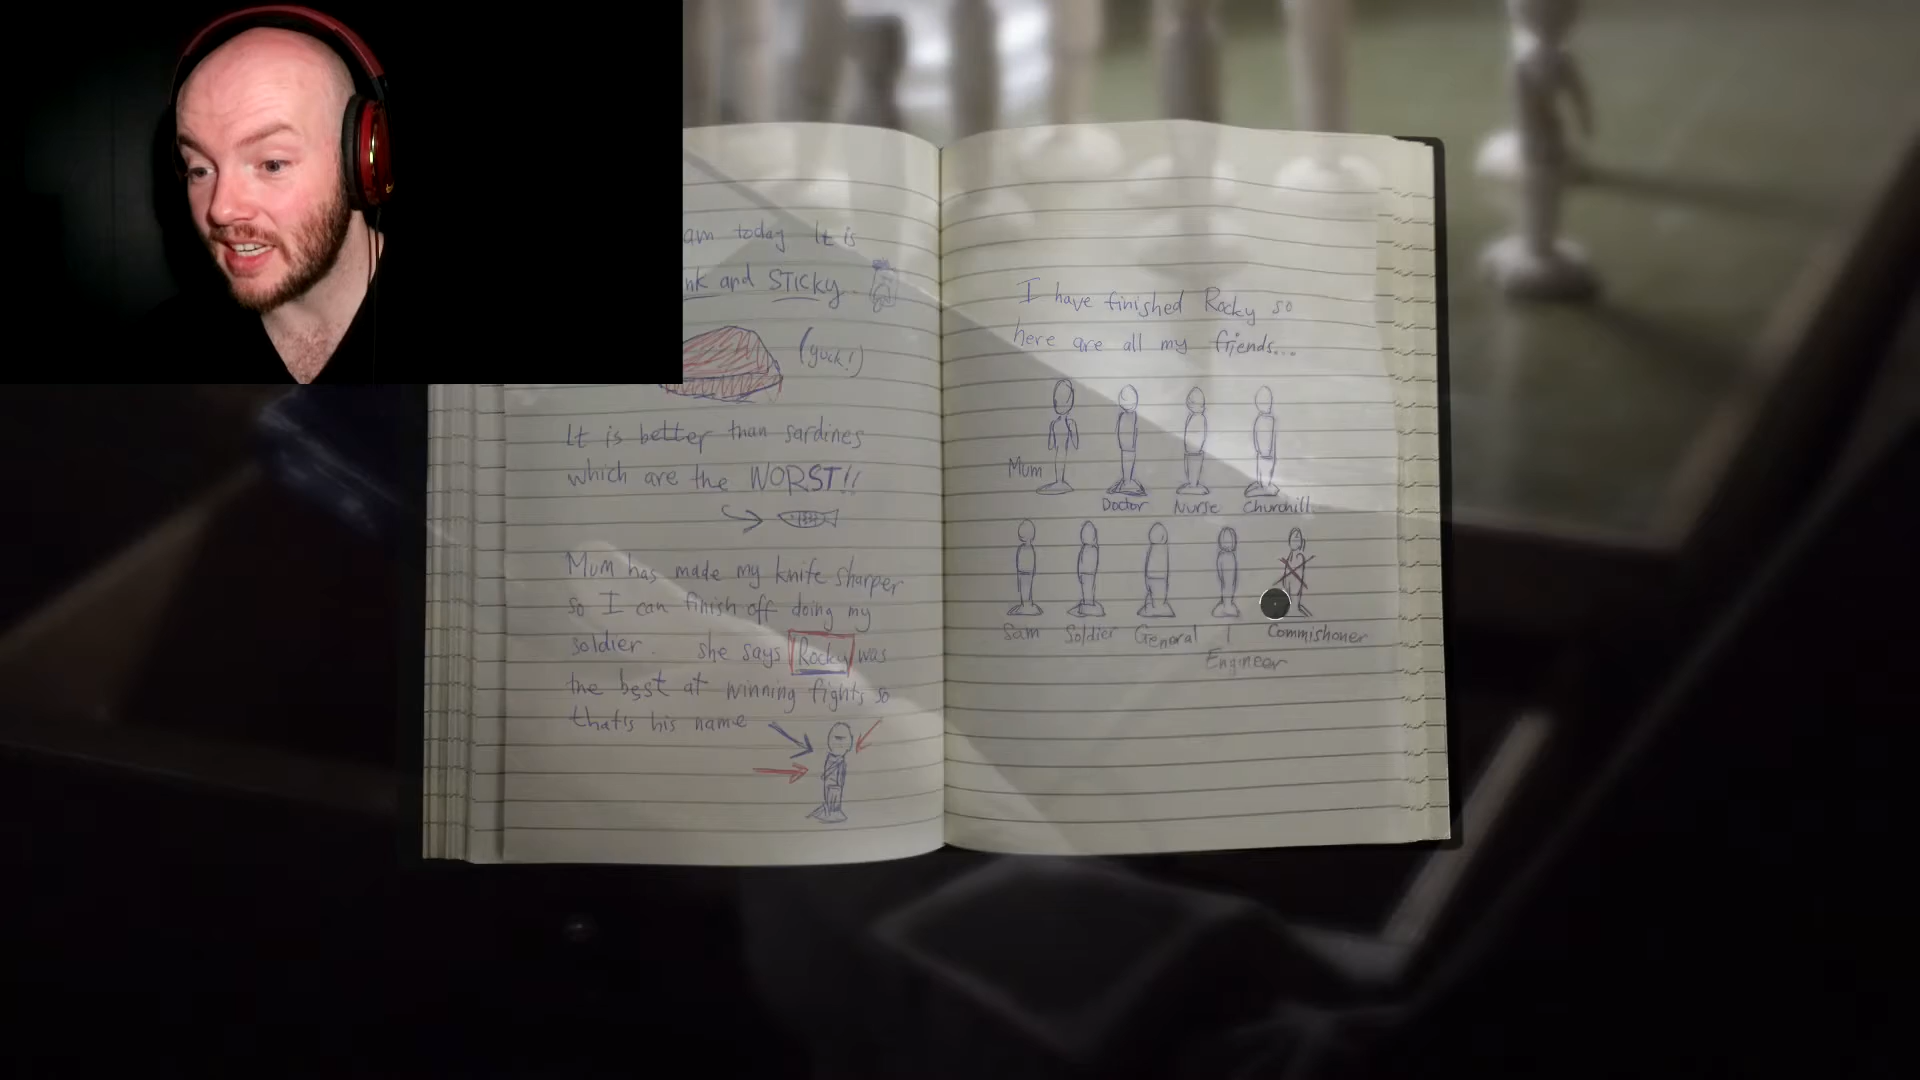 am today It is
nk and STICKY
(yuck!)
It is better than sardines
which are the WORST!!
Mum has made my knife sharper
so I can finish off doing my
soldier. she says Rocky was
the best at winning fights so
that's his name
I have finished Rocky so
here are all my friends...
Mum
Doctor Nurse Churchill
Sam Soldier General Commishoner
Engineer